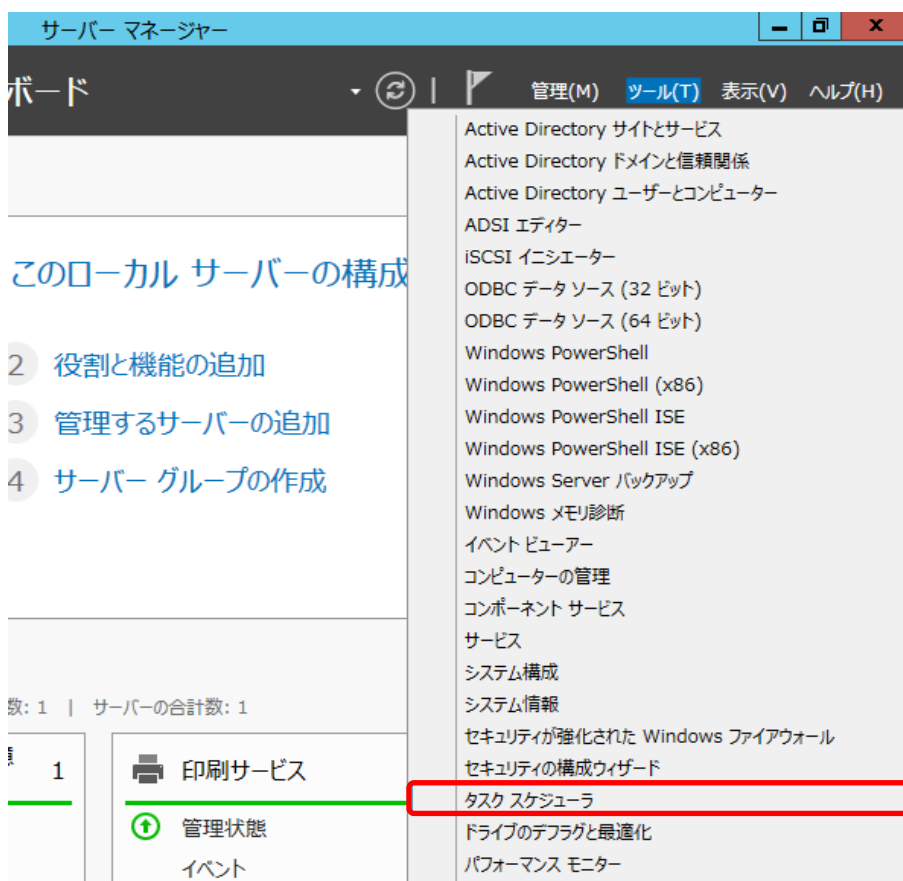 サーバー マネージャー
ボード
管理(M) ツール(T) 表示(V) ヘルプ(H)
Active Directory サイトとサービス
Active Directory ドメインと信頼関係
Active Directory ユーザーとコンピューター
ADSI エディター
iSCSI イニシエーター
ODBC データ ソース (32 ビット)
ODBC データ ソース (64 ビット)
Windows PowerShell
Windows PowerShell (x86)
Windows PowerShell ISE
Windows PowerShell ISE (x86)
Windows Server バックアップ
Windows メモリ診断
イベント ビューアー
コンピューターの管理
コンポーネント サービス
サービス
システム構成
システム情報
セキュリティが強化された Windows ファイアウォール
セキュリティの構成ウィザード
タスク スケジューラ
ドライブのデフラグと最適化
パフォーマンス モニター
このローカル サーバーの構成
2 役割と機能の追加
3 管理するサーバーの追加
4 サーバー グループの作成
数: 1 | サーバーの合計数: 1
1
印刷サービス
管理状態
イベント